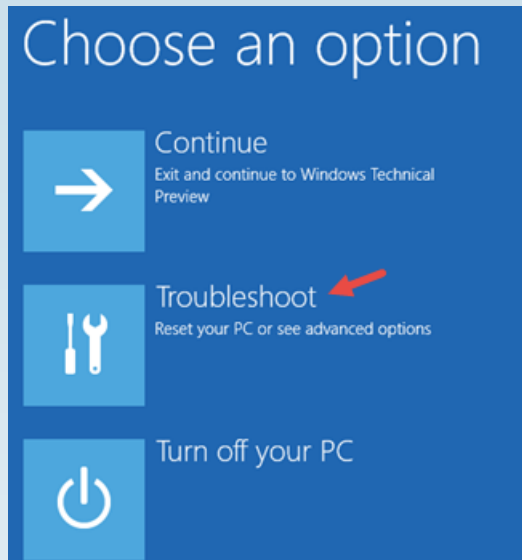 Choose an option
Continue
Exit and continue to Windows Technical
Preview
Troubleshoot
Reset your PC or see advanced options
Turn off your PC